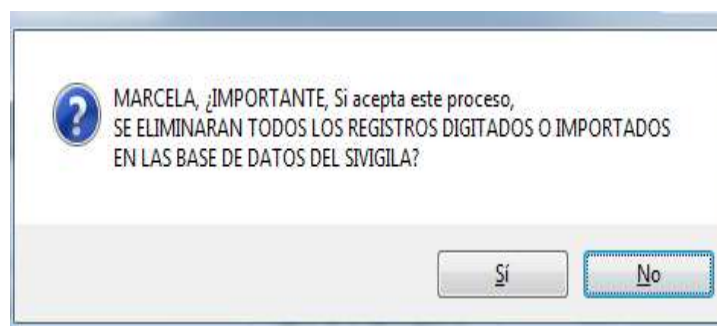 MARCELA, ¿IMPORTANTE, Si acepta este proceso,
SE ELIMINARAN TODOS LOS REGISTROS DIGITADOS O IMPORTADOS
EN LAS BASE DE DATOS DEL SIVIGILA?
Sí
No